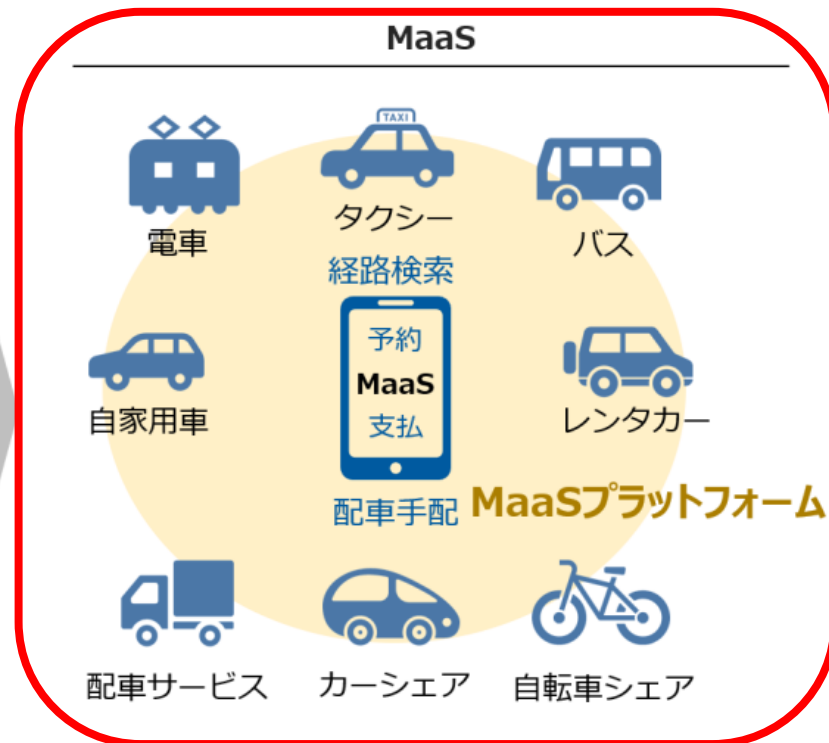 MaaS
TAXI
電車
タクシー
バス
経路検索
予約
MaaS
支払
自家用車
レンタカー
配車手配
MaaSプラットフォーム
配車サービス
カーシェア
自転車シェア